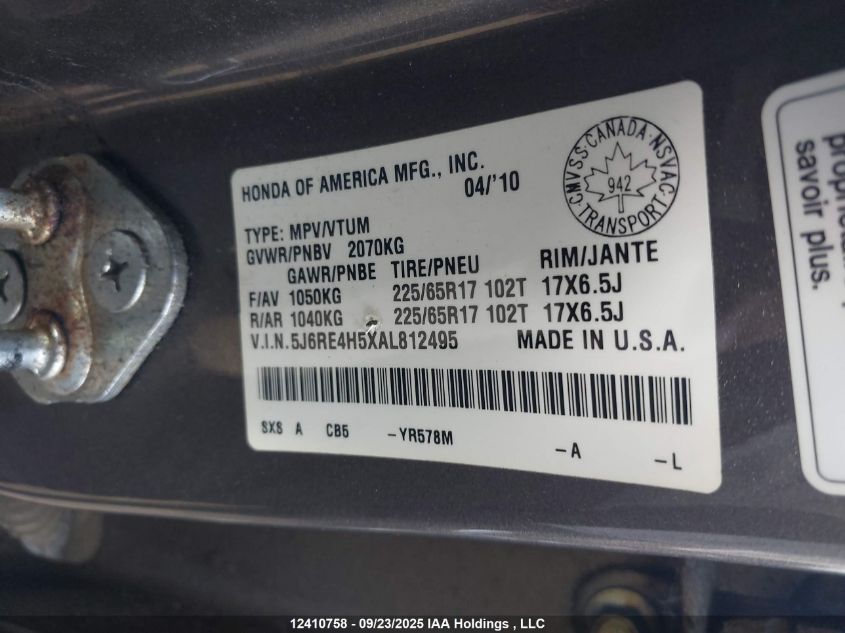 HONDA OF AMERICA MFG., INC.
04/'10
CMVSS·CANADA·NSVAC
942
·TRANSPORT·
TYPE: MPV/VTUM
GVWR/PNBV 2070KG
GAWR/PNBE TIRE/PNEU RIM/JANTE
F/AV 1050KG 225/65R17 102T 17X6.5J
R/AR 1040KG 225/65R17 102T 17X6.5J
V.I.N.5J6RE4H5XAL812495 MADE IN U.S.A.
SXS A CB5 -YR578M -A -L
savoir plus.
12410758 - 09/23/2025 IAA Holdings , LLC